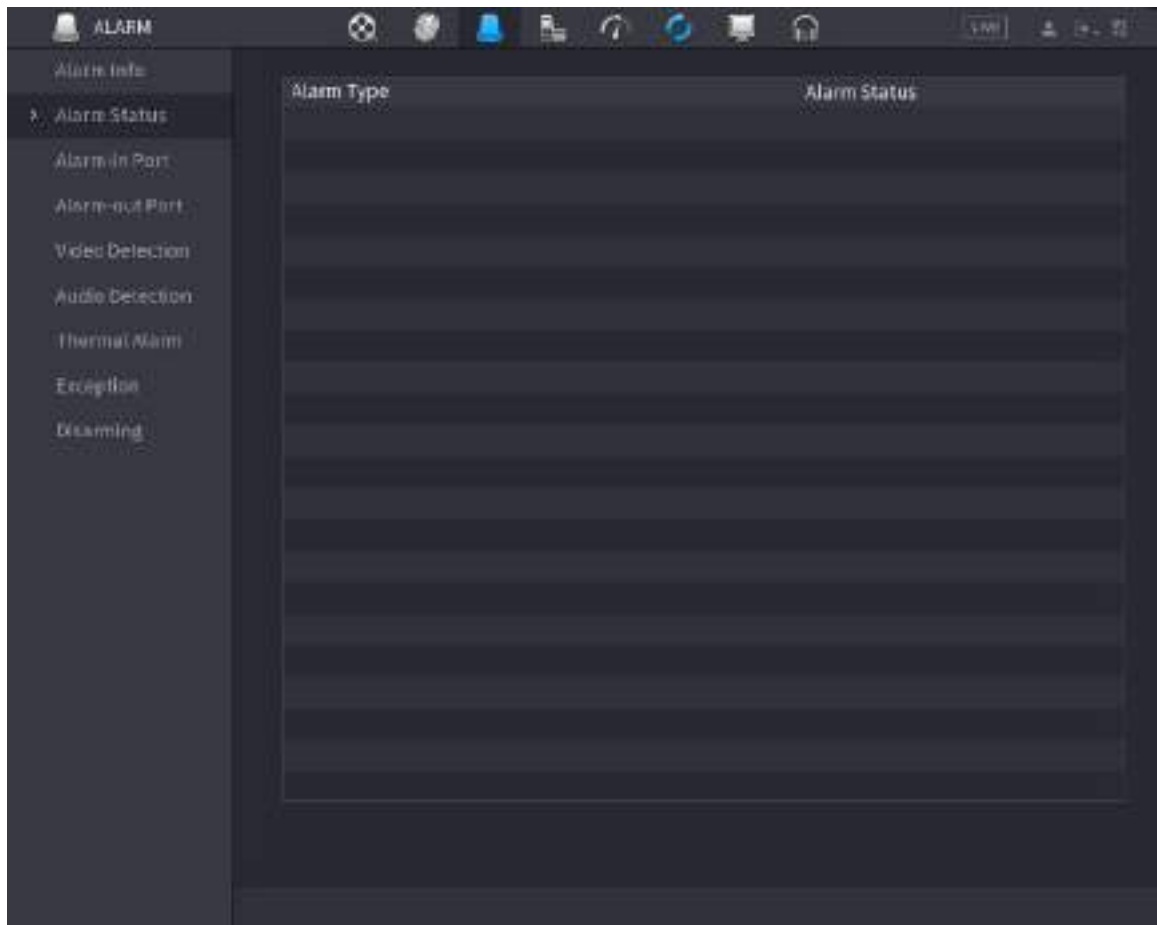 ALARM
LIVE
Alarm Info
Alarm Type
Alarm Status
Alarm Status
Alarm-in Port
Alarm-out Port
Video Detection
Audio Detection
Thermal Alarm
Exception
Disarming